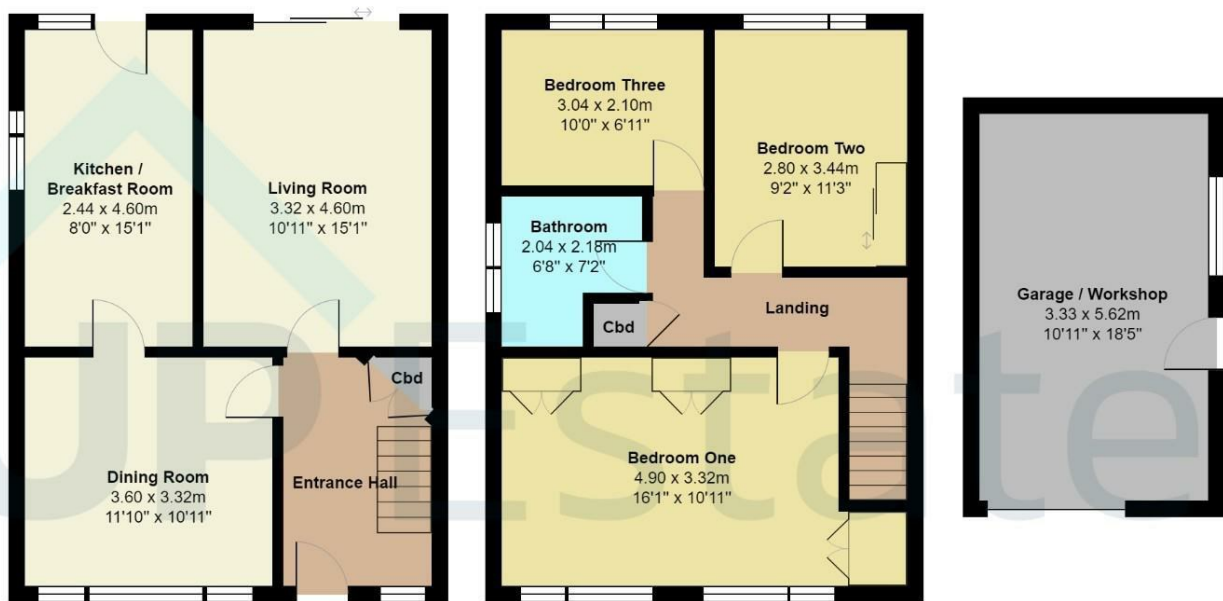 Kitchen /
Breakfast Room
2.44 x 4.60m
8'0" x 15'1"
Living Room
3.32 x 4.60m
10'11" x 15'1"
Dining Room
3.60 x 3.32m
11'10" x 10'11"
Entrance Hall
Cbd
Bedroom Three
3.04 x 2.10m
10'0" x 6'11"
Bedroom Two
2.80 x 3.44m
9'2" x 11'3"
Bathroom
2.04 x 2.18m
6'8" x 7'2"
Cbd
Landing
Bedroom One
4.90 x 3.32m
16'1" x 10'11"
Garage / Workshop
3.33 x 5.62m
10'11" x 18'5"
UP Estate